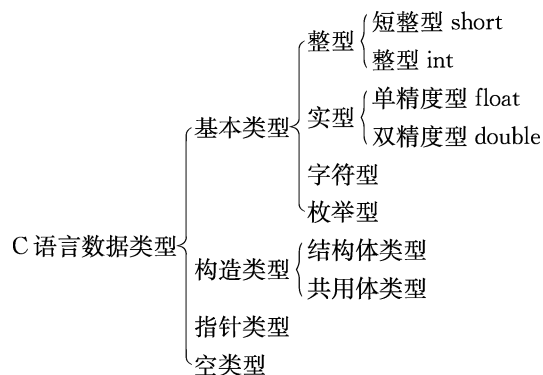 短整型 short
整型
整型 int
单精度型 float
实型
基本类型
双精度型 double
字符型
枚举型
C 语言数据类型
结构体类型
构造类型
共用体类型
指针类型
空类型